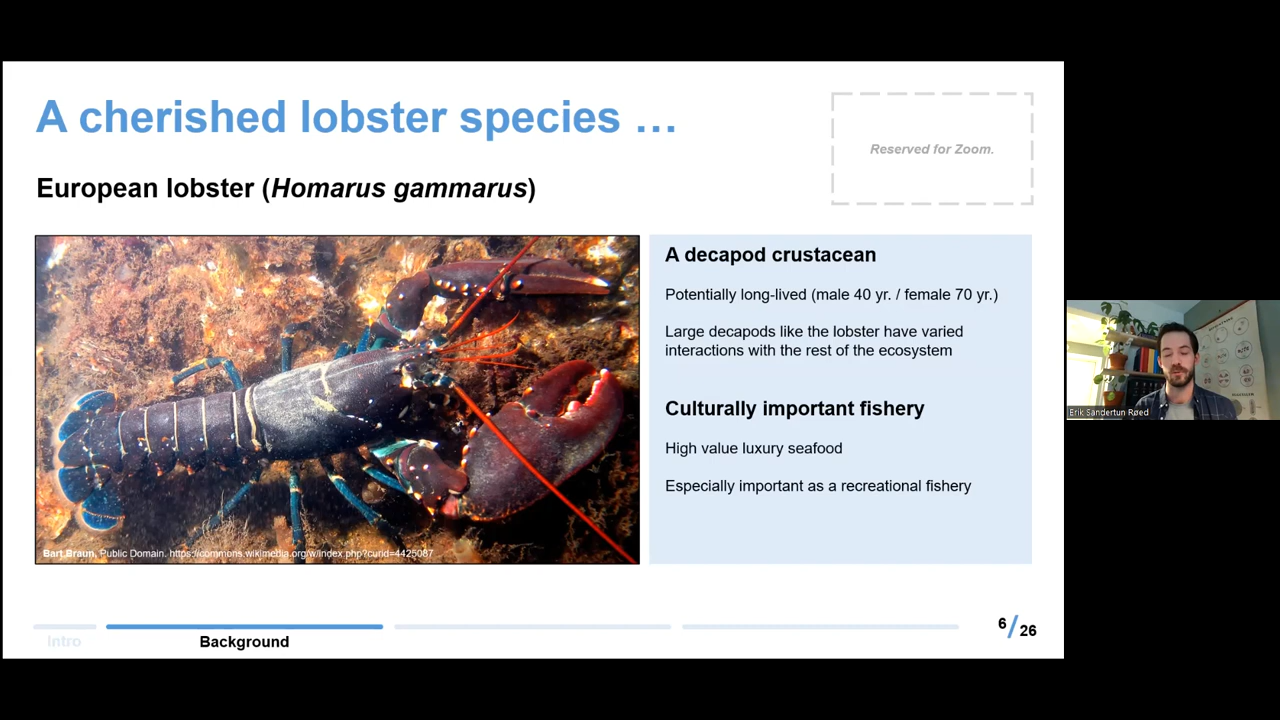 A cherished lobster species …
Reserved for Zoom.
European lobster (Homarus gammarus)
A decapod crustacean
Potentially long-lived (male 40 yr. / female 70 yr.)
Large decapods like the lobster have varied
interactions with the rest of the ecosystem
Culturally important fishery
High value luxury seafood
Especially important as a recreational fishery
Bart Braun, Public Domain. https://commons.wikimedia.org/w/index.php?curid=4425087
Intro
Background
6/26
Erik Sandertun Røed